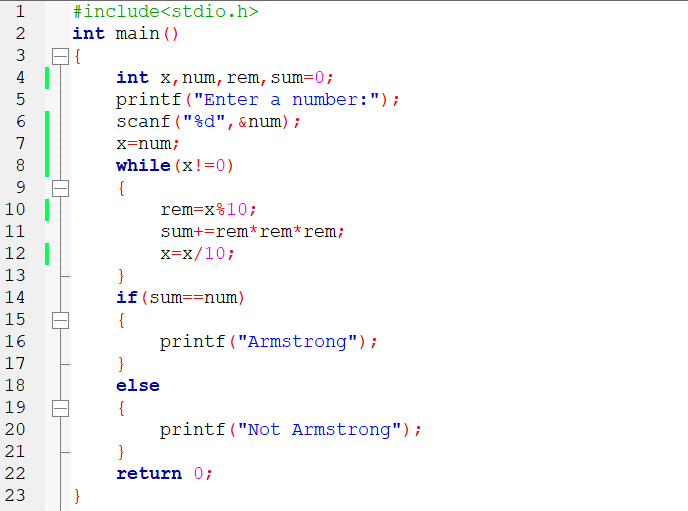 1 #include<stdio.h>
2 int main()
3 {
4 int x,num,rem,sum=0;
5 printf("Enter a number:");
6 scanf("%d",&num);
7 x=num;
8 while(x!=0)
9 {
10 rem=x%10;
11 sum+=rem*rem*rem;
12 x=x/10;
13 }
14 if(sum==num)
15 {
16 printf("Armstrong");
17 }
18 else
19 {
20 printf("Not Armstrong");
21 }
22 return 0;
23 }